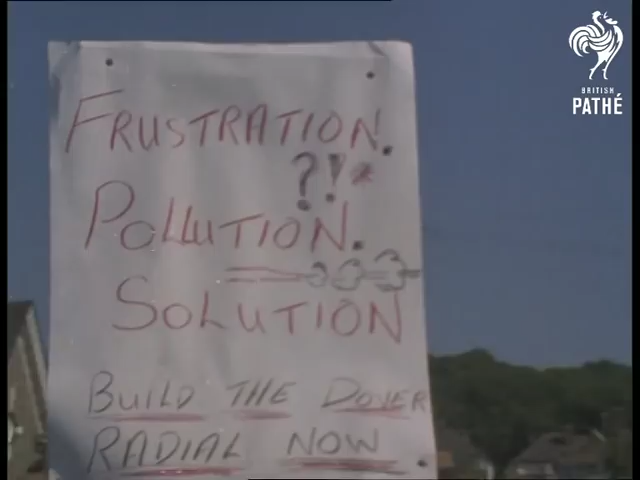 FRUSTRATION.
?!*
POLLUTION.
SOLUTION
BUILD THE DOVER
RADIAL NOW
BRITISH
PATHÉ